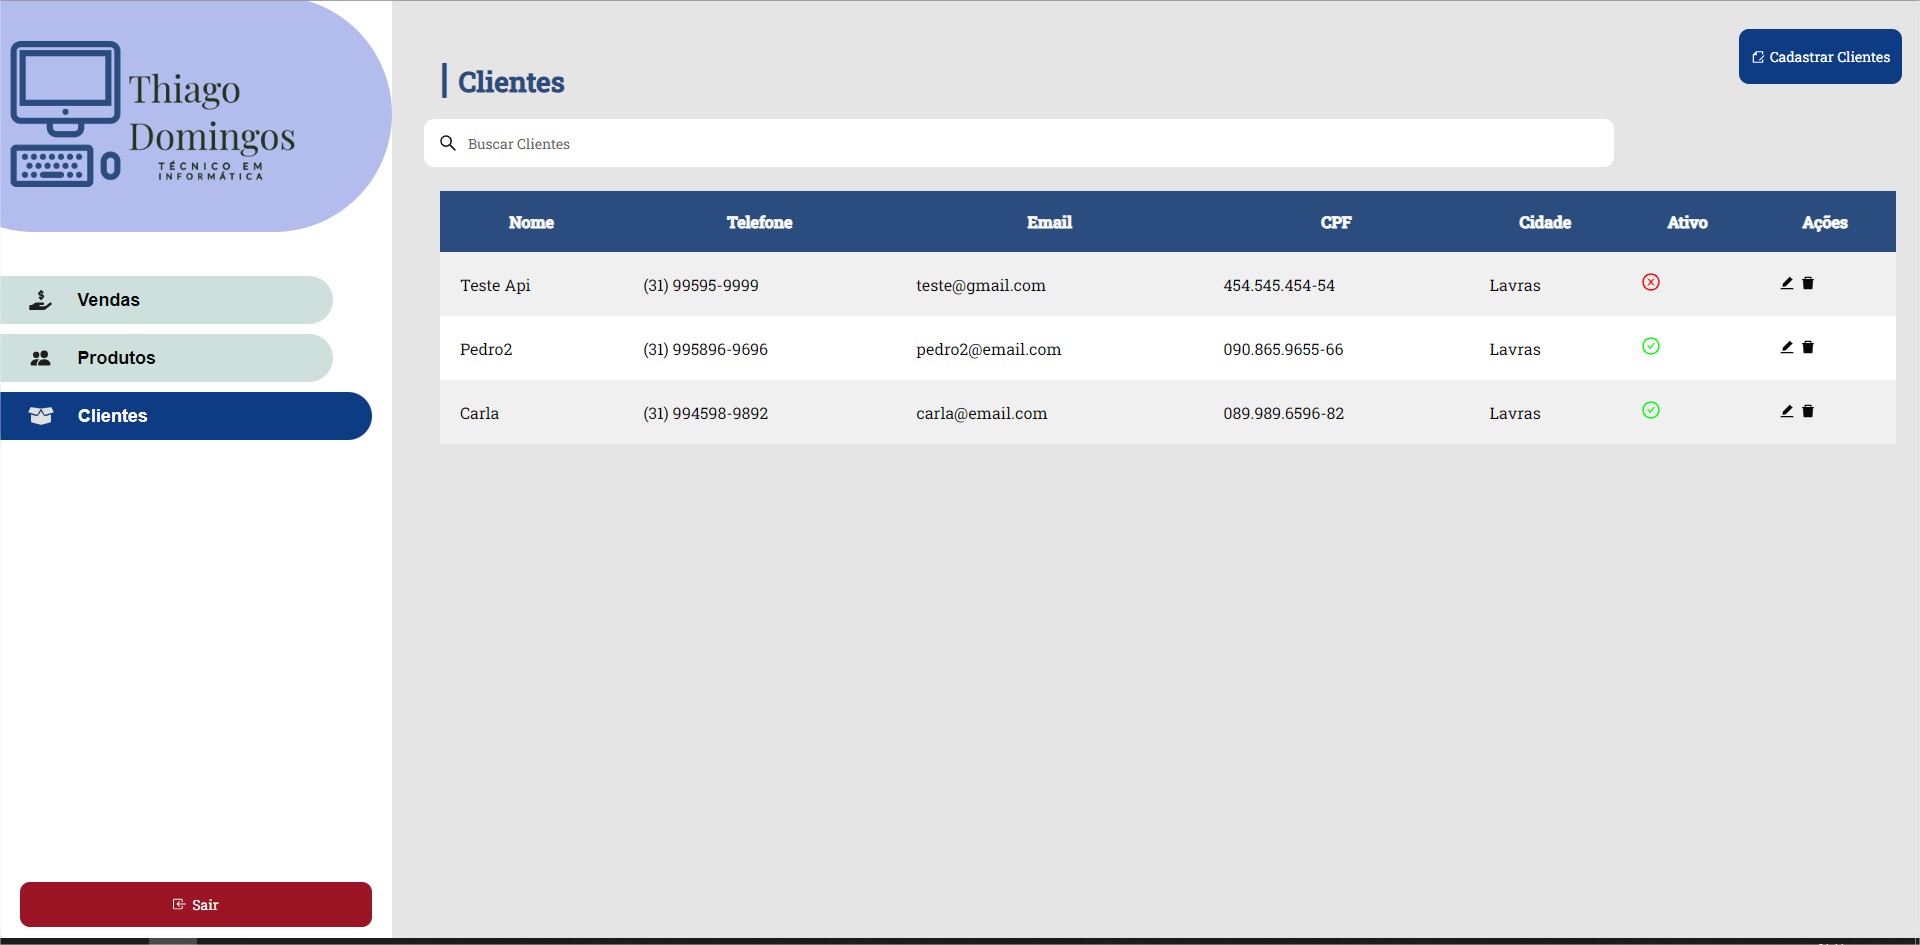 Thiago
Domingos
TÉCNICO EM
INFORMÁTICA
Vendas
Produtos
Clientes
Sair
Cadastrar Clientes
Clientes
Buscar Clientes
Nome Telefone Email CPF Cidade Ativo Ações
Teste Api (31) 99595-9999 teste@gmail.com 454.545.454-54 Lavras
Pedro2 (31) 995896-9696 pedro2@email.com 090.865.9655-66 Lavras
Carla (31) 994598-9892 carla@email.com 089.989.6596-82 Lavras